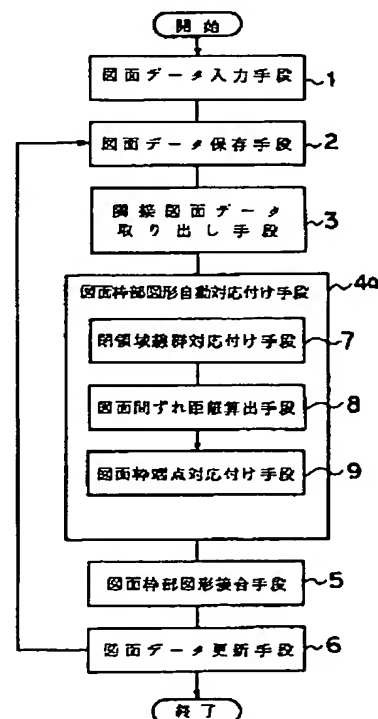 開始
図面データ入力手段
1
図面データ保存手段
2
隣接図面データ
取り出し手段
3
図面枠部図形自動対応付け手段
4a
閉領域線群対応付け手段
7
図面間ずれ距離算出手段
8
図面枠端点対応付け手段
9
図面枠部図形接合手段
5
図面データ更新手段
6
終了